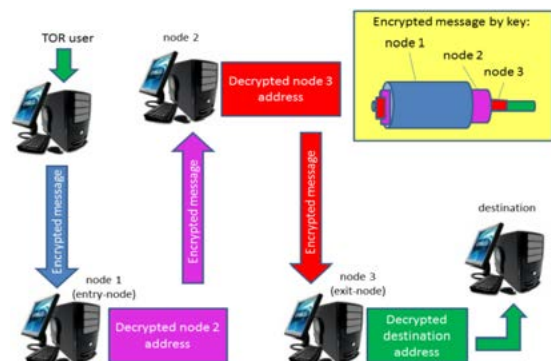 TOR user
node 2
Decrypted node 3
address
Encrypted message by key:
node 1
node 2
node 3
Encrypted message
Encrypted message
Encrypted message
destination
node 1
(entry-node)
Decrypted node 2
address
node 3
(exit-node)
Decrypted
destination
address